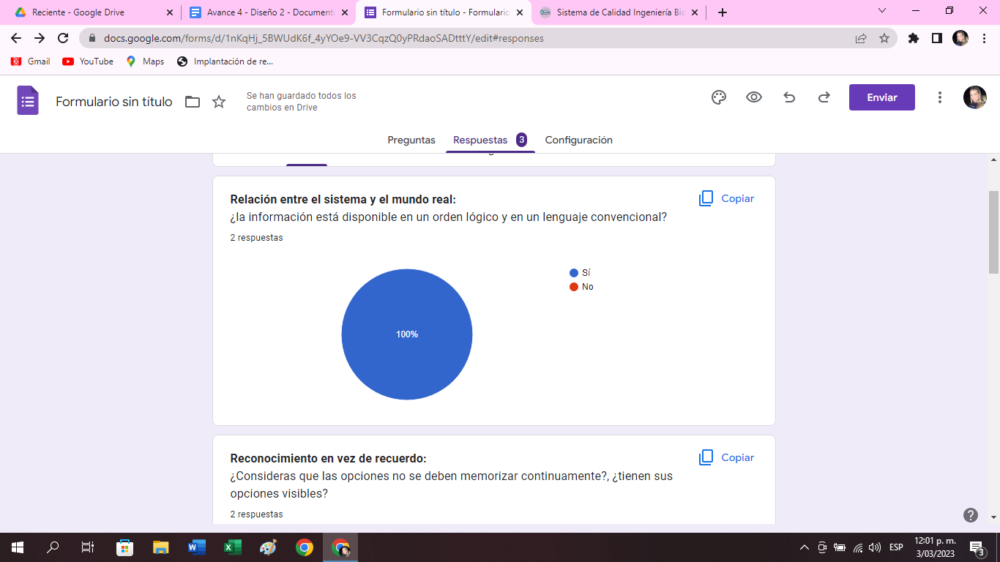 Reciente - Google Drive
Avance 4 - Diseño 2 - Document
Formulario sin título - Formulario
Sistema de Calidad Ingeniería Bio
docs.google.com/forms/d/1nKqHj_5BWUdK6f_4yYOe9-VV3CqzQ0yPRdaoSADtttY/edit#responses
Gmail
YouTube
Maps
Implantación de re...
Formulario sin título
Se han guardado todos los
cambios en Drive
Enviar
Preguntas
Respuestas 3
Configuración
Relación entre el sistema y el mundo real:
Copiar
¿la información está disponible en un orden lógico y en un lenguaje convencional?
2 respuestas
Sí
No
100%
Reconocimiento en vez de recuerdo:
Copiar
¿Consideras que las opciones no se deben memorizar continuamente?, ¿tienen sus
opciones visibles?
2 respuestas
ESP
12:01 p. m.
3/03/2023
3